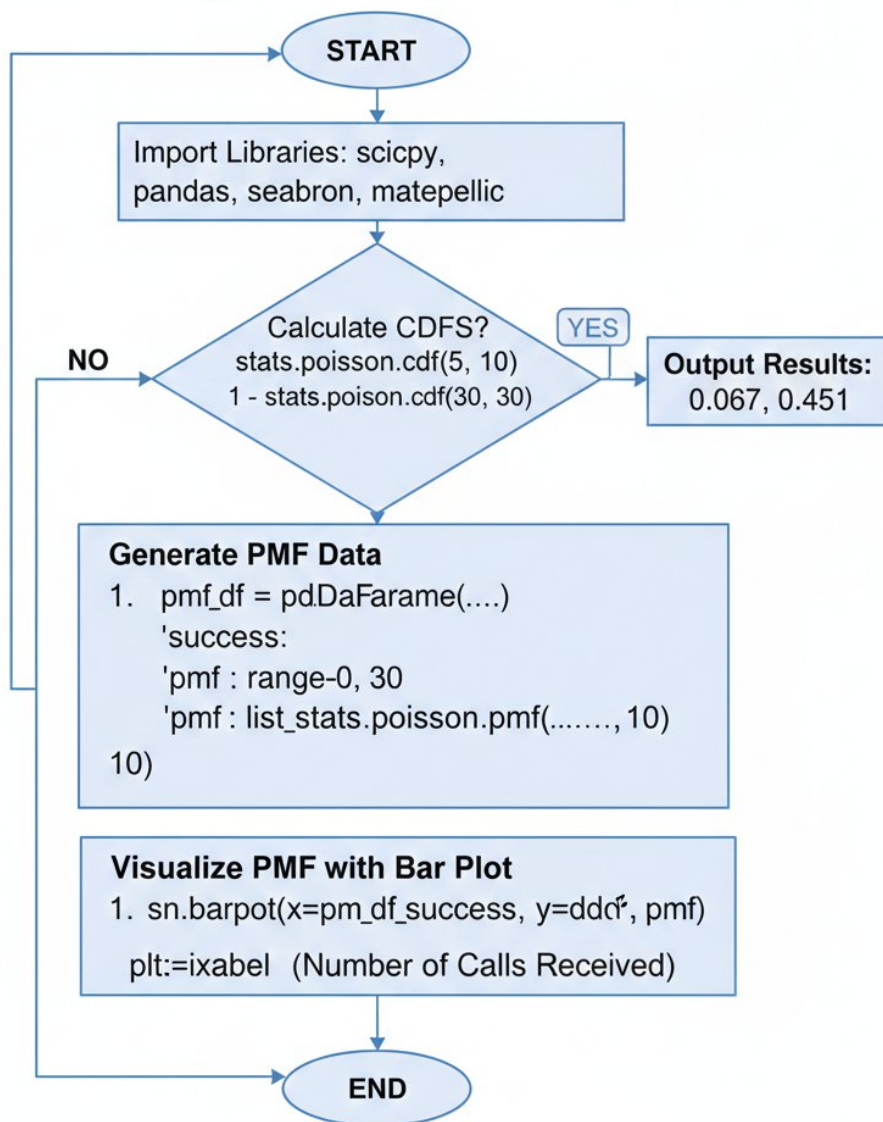 START
Import Libraries: scicpy,
pandas, seabron, matepellic
Calculate CDFS?
stats.poisson.cdf(5, 10)
1 - stats.poison.cdf(30, 30)
NO
YES
Output Results:
0.067, 0.451
Generate PMF Data
1. pmf_df = pd.DaFarame(....)
'success:
'pmf : range-0, 30
'pmf : list_stats.poisson.pmf(......., 10)
10)
Visualize PMF with Bar Plot
1. sn.barpot(x=pm_df_success, y= pmf)
plt:=ixabel (Number of Calls Received)
END